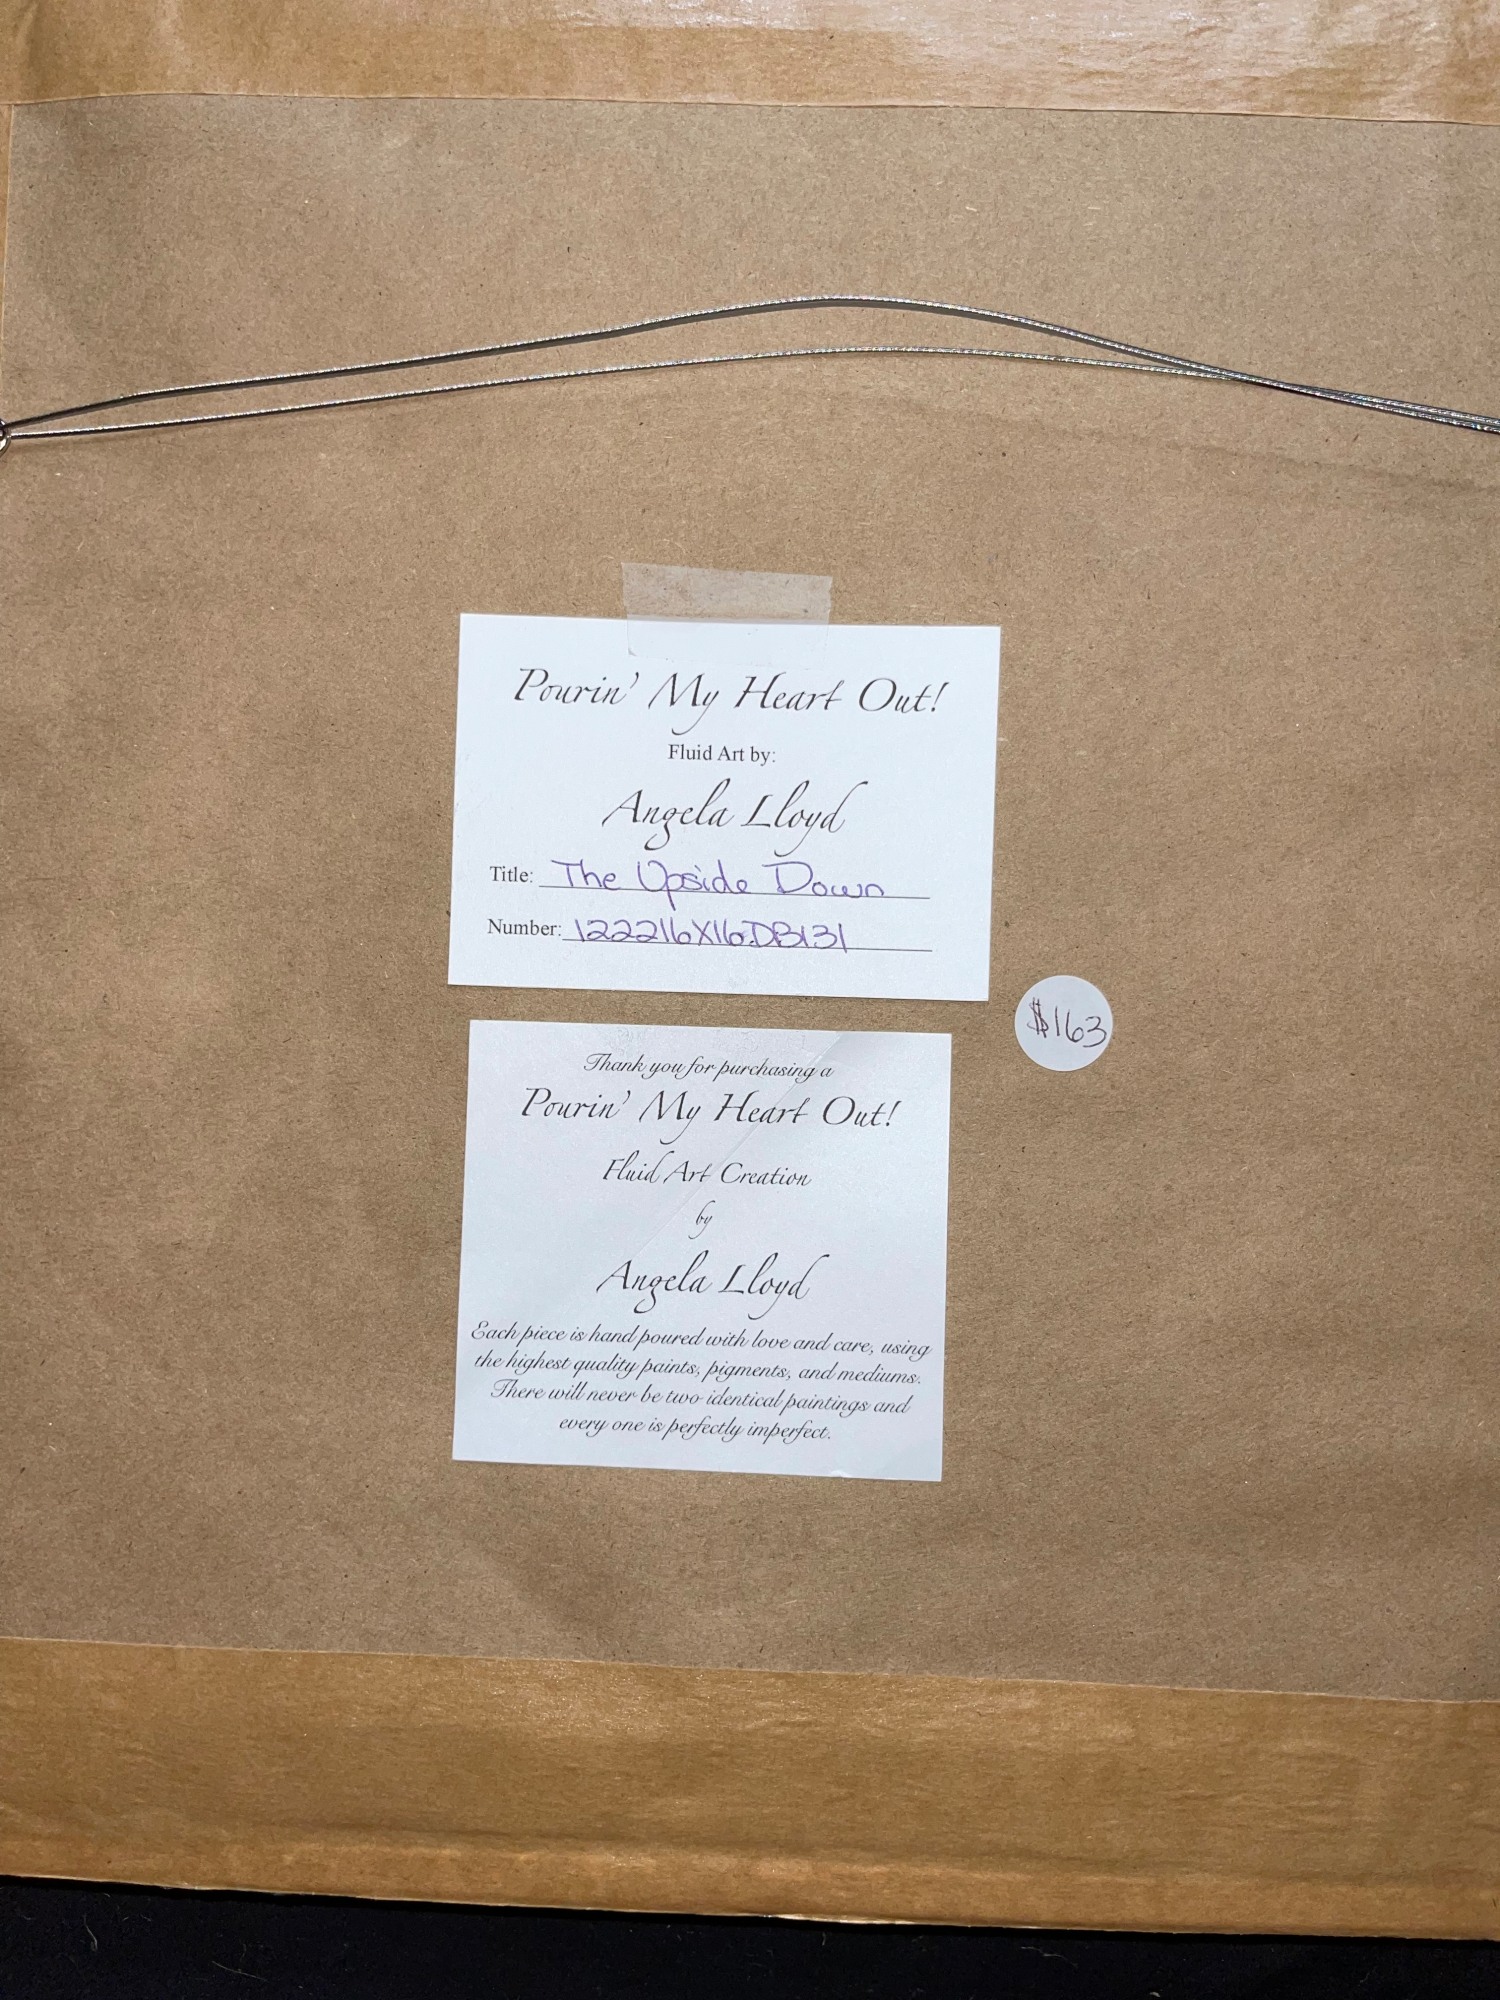 Pourin' My Heart Out!
Fluid Art by:
Angela Lloyd
Title: The Upside Down
Number: 122216X16DB131
$163
Thank you for purchasing a
Pourin' My Heart Out!
Fluid Art Creation
by
Angela Lloyd
Each piece is hand poured with love and care, using
the highest quality paints, pigments, and mediums.
There will never be two identical paintings and
every one is perfectly imperfect.